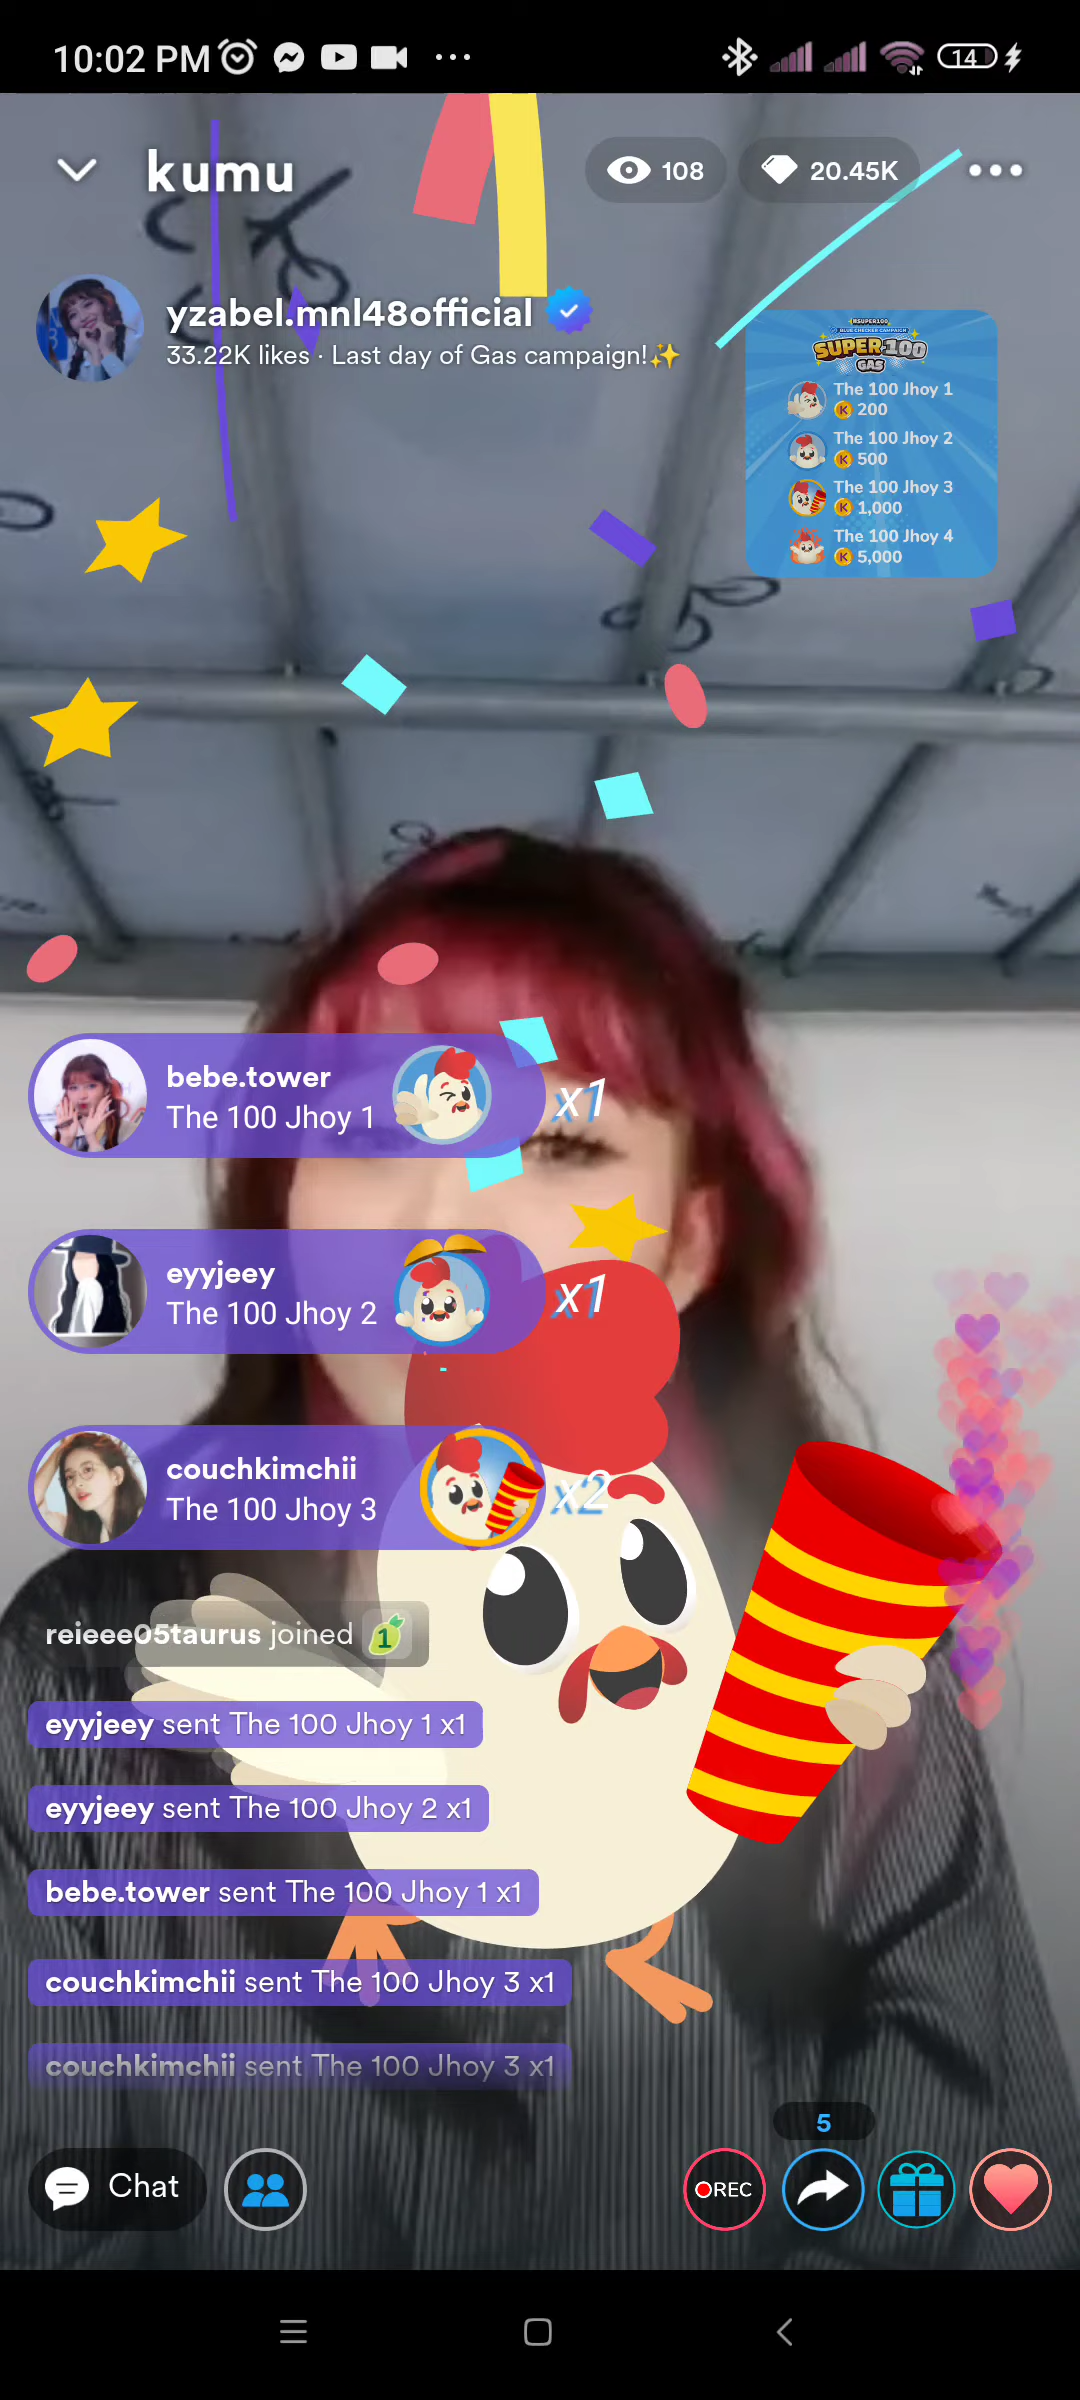 10:02 PM
14
kumu
108
20.45K
yzabel.mnl48official
33.22K likes · Last day of Gas campaign!✨
#SUPER100
BLUE CHECKER CAMPAIGN
SUPER 100
GAS
The 100 Jhoy 1
K 200
The 100 Jhoy 2
K 500
The 100 Jhoy 3
K 1,000
The 100 Jhoy 4
K 5,000
bebe.tower
The 100 Jhoy 1
x1
eyyjeey
The 100 Jhoy 2
x1
couchkimchii
The 100 Jhoy 3
x2
reieee05taurus joined 1
eyyjeey sent The 100 Jhoy 1 x1
eyyjeey sent The 100 Jhoy 2 x1
bebe.tower sent The 100 Jhoy 1 x1
couchkimchii sent The 100 Jhoy 3 x1
couchkimchii sent The 100 Jhoy 3 x1
5
Chat
REC